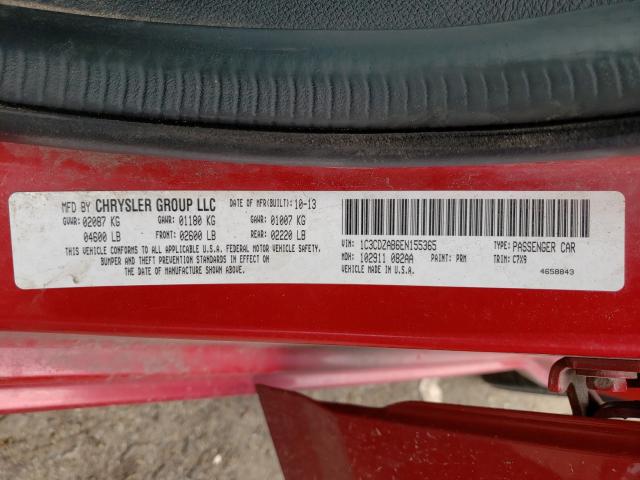 MFD BY CHRYSLER GROUP LLC DATE OF MFR(BUILT): 10-13
GVWR: 02087 KG GAWR: 01180 KG GAWR: 01007 KG
04600 LB FRONT: 02600 LB REAR: 02220 LB
THIS VEHICLE CONFORMS TO ALL APPLICABLE U.S.A. FEDERAL MOTOR VEHICLE SAFETY,
BUMPER AND THEFT PREVENTION STANDARDS IN EFFECT ON
THE DATE OF MANUFACTURE SHOWN ABOVE.
VIN: 1C3CDZAB6EN155365 TYPE: PASSENGER CAR
MDH: 102911 082AA PAINT: PRM TRIM: C7X9
VEHICLE MADE IN U.S.A. 4658843